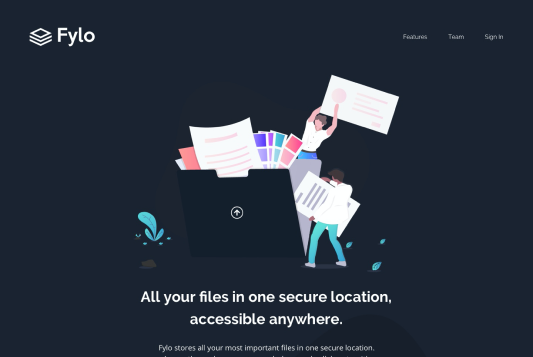 Fylo
Features
Team
Sign In
All your files in one secure location,
accessible anywhere.
Fylo stores all your most important files in one secure location.